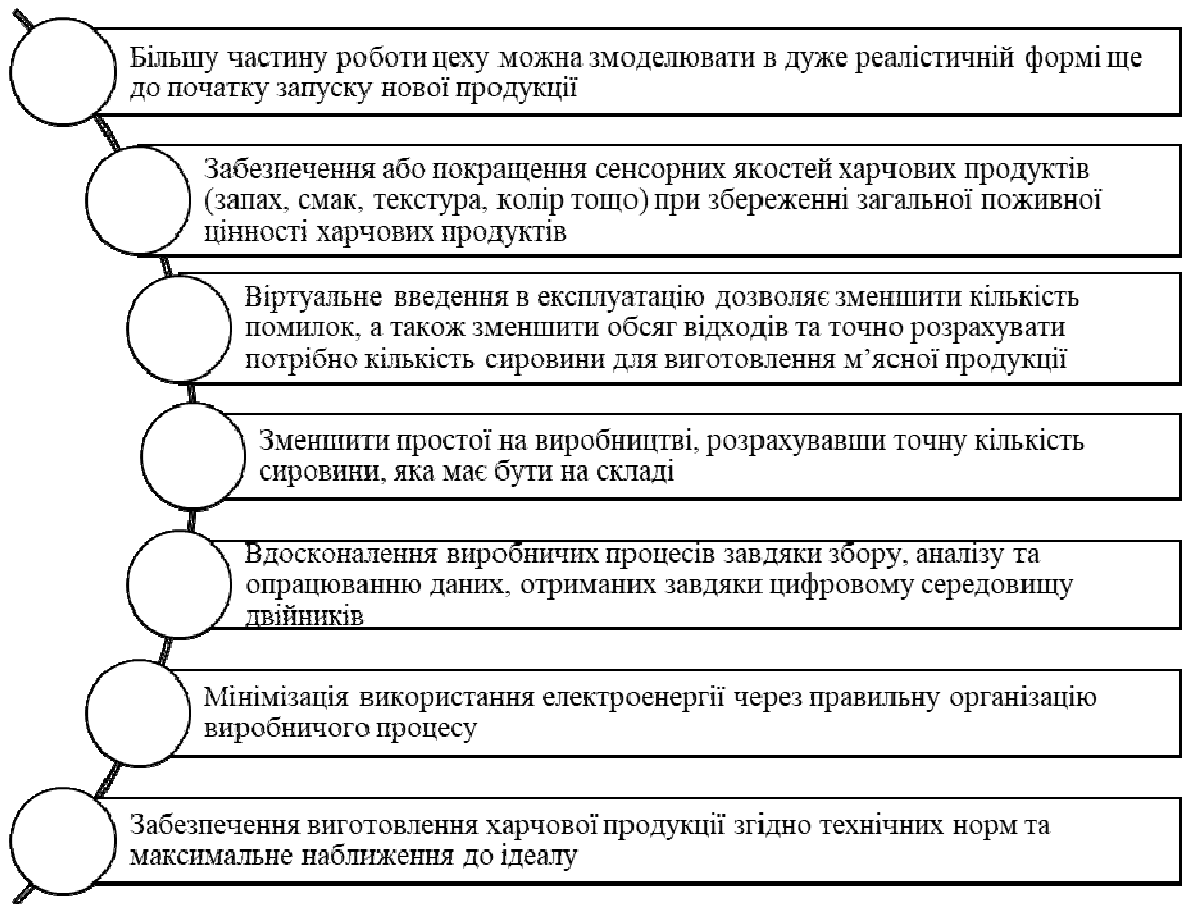 Більшу частину роботи цеху можна змоделювати в дуже реалістичній формі ще
до початку запуску нової продукції
Забезпечення або покращення сенсорних якостей харчових продуктів
(запах, смак, текстура, колір тощо) при збереженні загальної поживної
цінності харчових продуктів
Віртуальне введення в експлуатацію дозволяє зменшити кількість
помилок, а також зменшити обсяг відходів та точно розрахувати
потрібно кількість сировини для виготовлення м’ясної продукції
Зменшити простої на виробництві, розрахувавши точну кількість
сировини, яка має бути на складі
Вдосконалення виробничих процесів завдяки збору, аналізу та
опрацюванню даних, отриманих завдяки цифровому середовищу
двійників
Мінімізація використання електроенергії через правильну організацію
виробничого процесу
Забезпечення виготовлення харчової продукції згідно технічних норм та
максимальне наближення до ідеалу